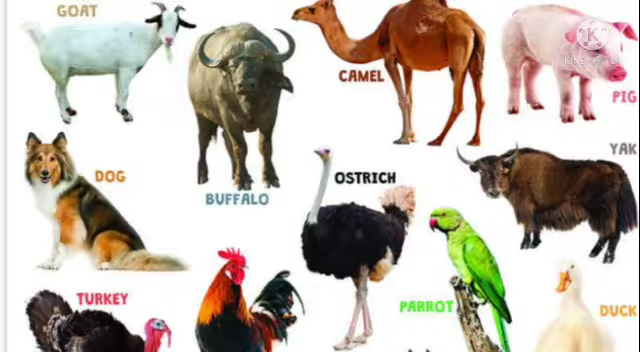 GOAT
CAMEL
PIG
BUFFALO
YAK
DOG
OSTRICH
TURKEY
PARROT
DUCK